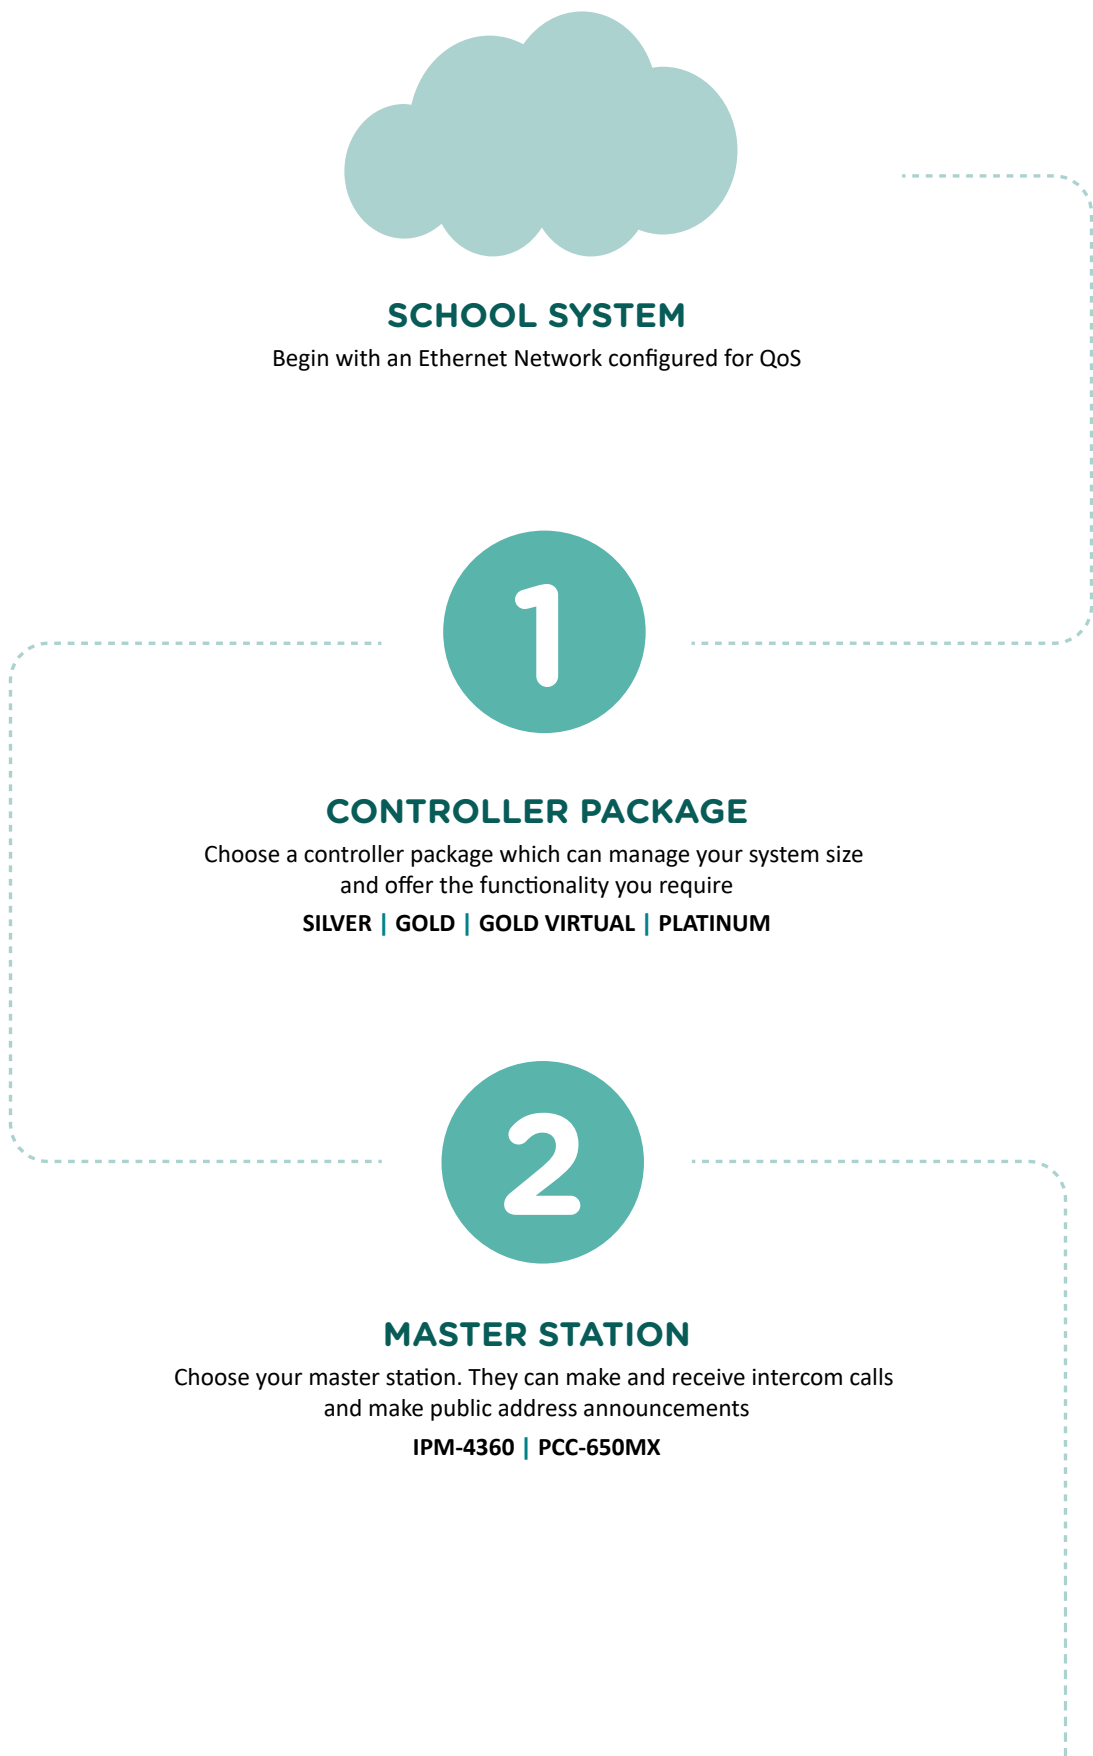 SCHOOL SYSTEM
Begin with an Ethernet Network configured for QoS
1
CONTROLLER PACKAGE
Choose a controller package which can manage your system size
and offer the functionality you require
SILVER | GOLD | GOLD VIRTUAL | PLATINUM
2
MASTER STATION
Choose your master station. They can make and receive intercom calls
and make public address announcements
IPM-4360 | PCC-650MX